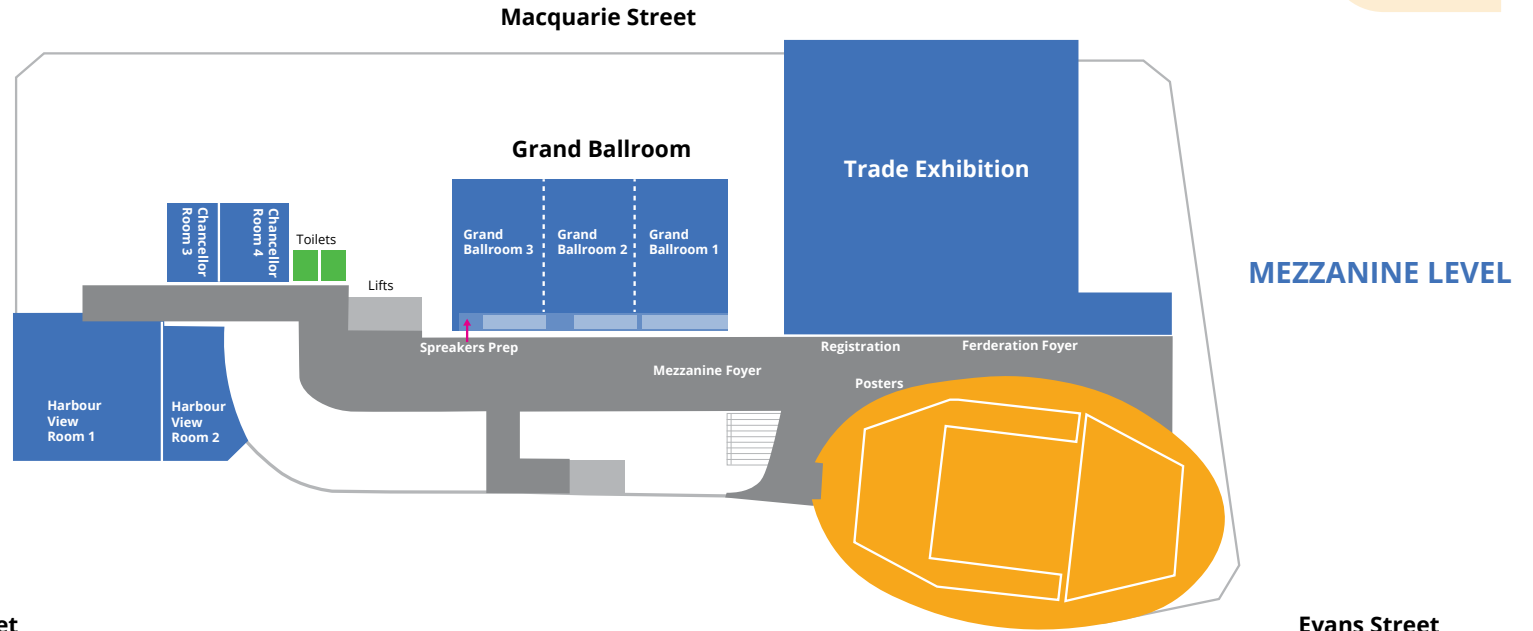 Macquarie Street
Grand Ballroom
Trade Exhibition
Chancellor
Room 3
Chancellor
Room 4
Toilets
Grand
Ballroom 3
Grand
Ballroom 2
Grand
Ballroom 1
MEZZANINE LEVEL
Lifts
Spreakers Prep
Registration
Ferderation Foyer
Mezzanine Foyer
Posters
Harbour
View
Room 1
Harbour
View
Room 2
et
Evans Street